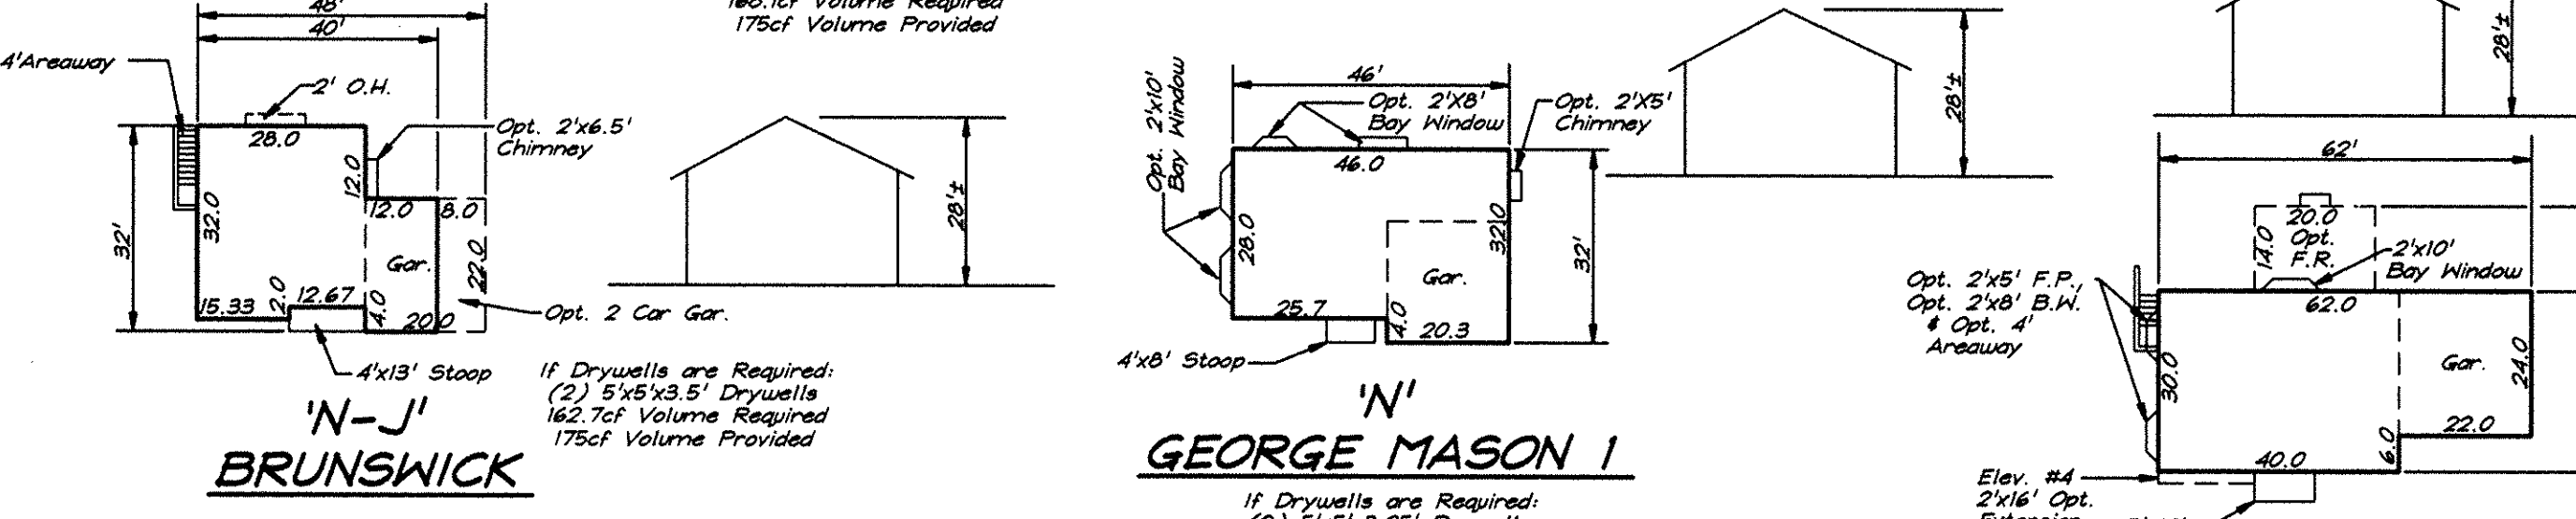 48'
40'
168.1cf Volume Required
175cf Volume Provided
4'Areaway
2' O.H.
28.0
Opt. 2'x6.5'
Chimney
12.0
32.0
32'
12.0
8.0
Gar.
22.0
15.33
2.0
12.67
4.0
20.0
Opt. 2 Car Gar.
4'x13' Stoop
28'±
If Drywells are Required:
(2) 5'x5'x3.5' Drywells
162.7cf Volume Required
175cf Volume Provided
'N-J'
BRUNSWICK
46'
Opt. 2'x10'
Bay Window
Opt. 2'X8'
Bay Window
Opt. 2'X5'
Chimney
46.0
28.0
32.0
32'
Gar.
25.7
4.0
20.3
4'x8' Stoop
28'±
'N'
GEORGE MASON 1
If Drywells are Required:
28'±
62'
20.0
14.0
Opt.
F.R.
2'x10'
Bay Window
62.0
Opt. 2'x5' F.P.,
Opt. 2'x8' B.W.
& Opt. 4'
Areaway
30.0
Gar.
24.0
22.0
6.0
40.0
Elev. #4
2'x16' Opt.
Extension